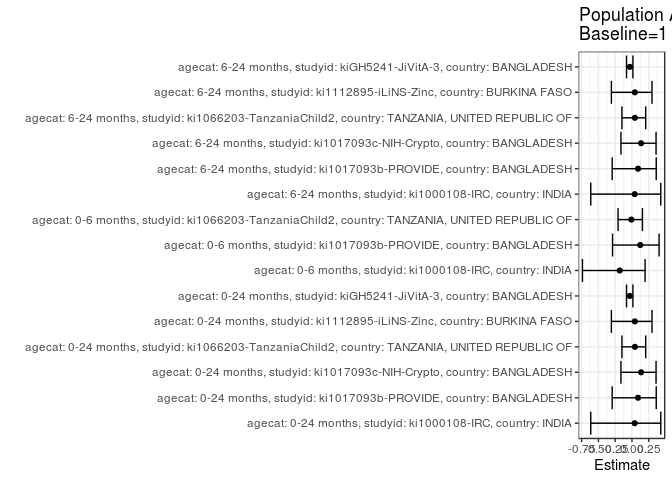 Population
Baseline=1
agecat: 6-24 months, studyid: kiGH5241-JiVitA-3, country: BANGLADESH
agecat: 6-24 months, studyid: ki1112895-iLiNS-Zinc, country: BURKINA FASO
agecat: 6-24 months, studyid: ki1066203-TanzaniaChild2, country: TANZANIA, UNITED REPUBLIC OF
agecat: 6-24 months, studyid: ki1017093c-NIH-Crypto, country: BANGLADESH
agecat: 6-24 months, studyid: ki1017093b-PROVIDE, country: BANGLADESH
agecat: 6-24 months, studyid: ki1000108-IRC, country: INDIA
agecat: 0-6 months, studyid: ki1066203-TanzaniaChild2, country: TANZANIA, UNITED REPUBLIC OF
agecat: 0-6 months, studyid: ki1017093b-PROVIDE, country: BANGLADESH
agecat: 0-6 months, studyid: ki1000108-IRC, country: INDIA
agecat: 0-24 months, studyid: kiGH5241-JiVitA-3, country: BANGLADESH
agecat: 0-24 months, studyid: ki1112895-iLiNS-Zinc, country: BURKINA FASO
agecat: 0-24 months, studyid: ki1066203-TanzaniaChild2, country: TANZANIA, UNITED REPUBLIC OF
agecat: 0-24 months, studyid: ki1017093c-NIH-Crypto, country: BANGLADESH
agecat: 0-24 months, studyid: ki1017093b-PROVIDE, country: BANGLADESH
agecat: 0-24 months, studyid: ki1000108-IRC, country: INDIA
-0.75 -0.50 -0.25 0.00 0.25
Estimate